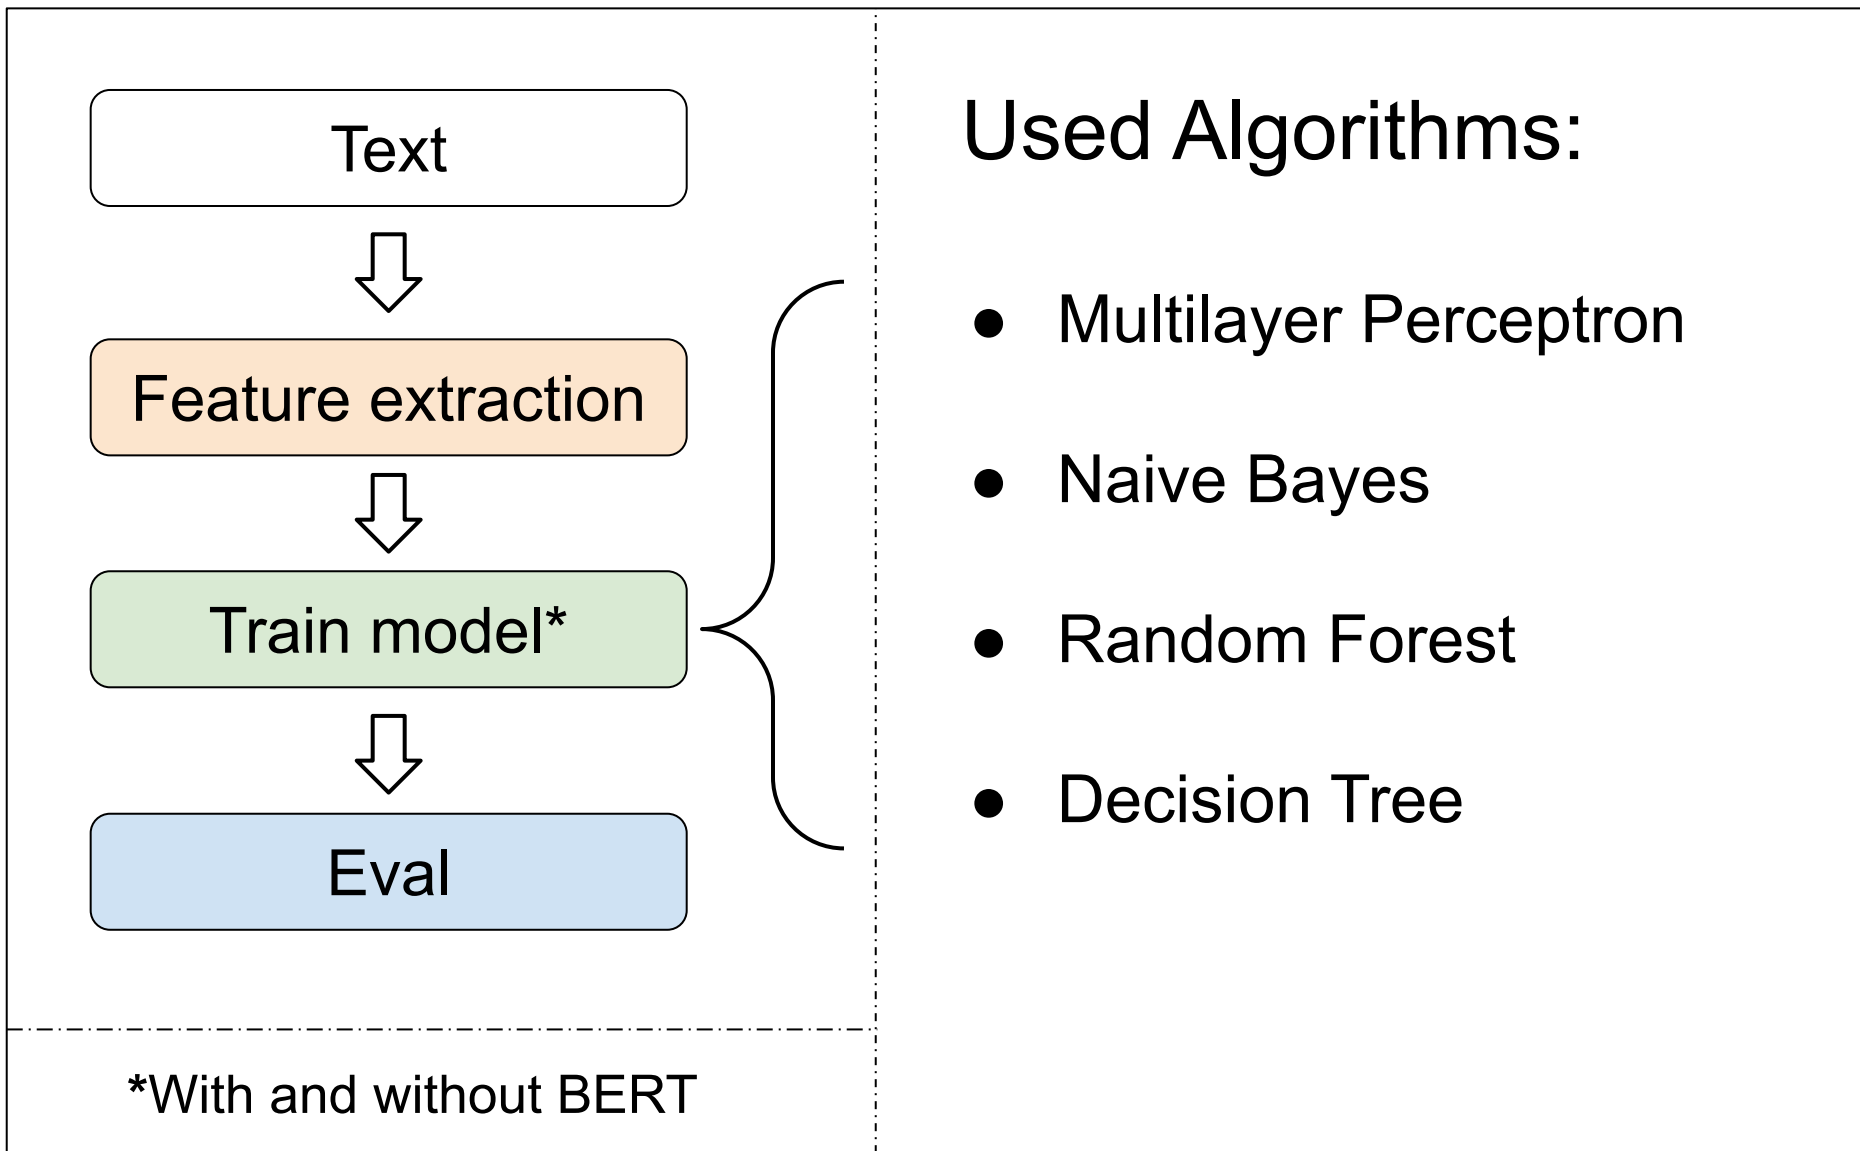 Text
Feature extraction
Train model*
Eval
*With and without BERT
Used Algorithms:
● Multilayer Perceptron
● Naive Bayes
● Random Forest
● Decision Tree